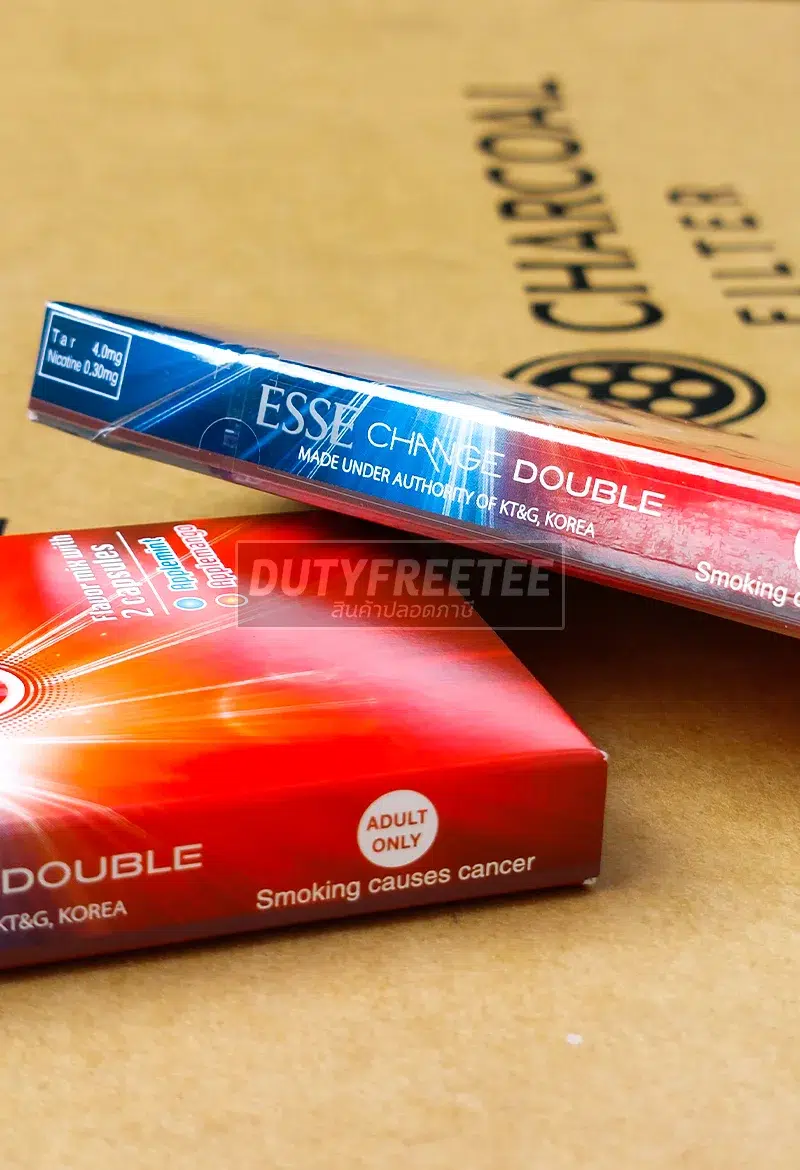 CHARCOAL
FILTER
Tar 4.0mg
Nicotine 0.30mg
ESSE CHANGE DOUBLE
MADE UNDER AUTHORITY OF KT&G, KOREA
Smoking
Flavor mix with
2 capsules
DUTYFREETEE
สินค้าปลอดภาษี
ADULT
ONLY
DOUBLE
Smoking causes cancer
KT&G, KOREA